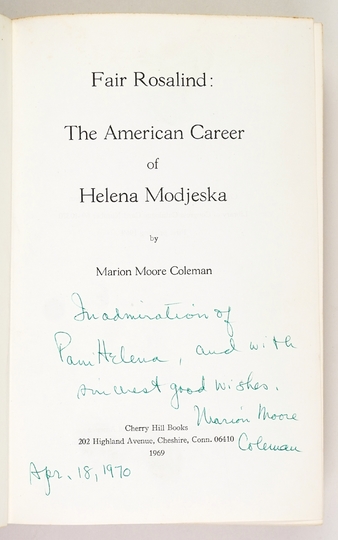 Fair Rosalind:
The American Career
of
Helena Modjeska
by
Marion Moore Coleman
In admiration of
Pani Helena, and with
sincerest good wishes.
Marion Moore
Coleman
Cherry Hill Books
202 Highland Avenue, Cheshire, Conn. 06410
1969
Apr. 18, 1970